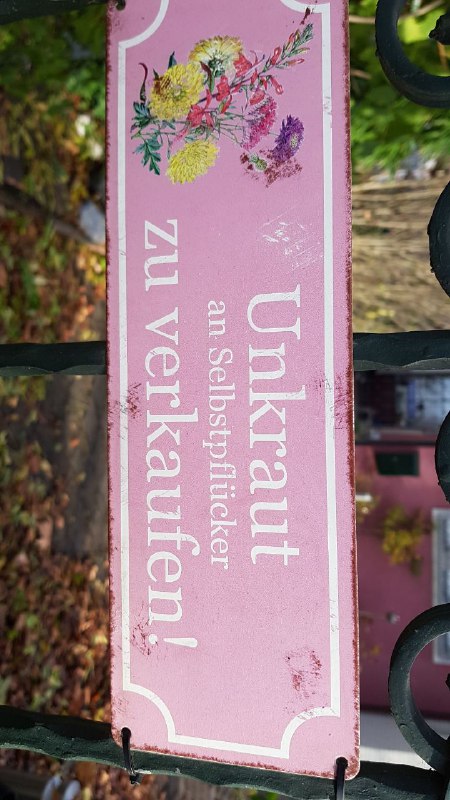 Unkraut
an Selbstpflücker
zu verkaufen!